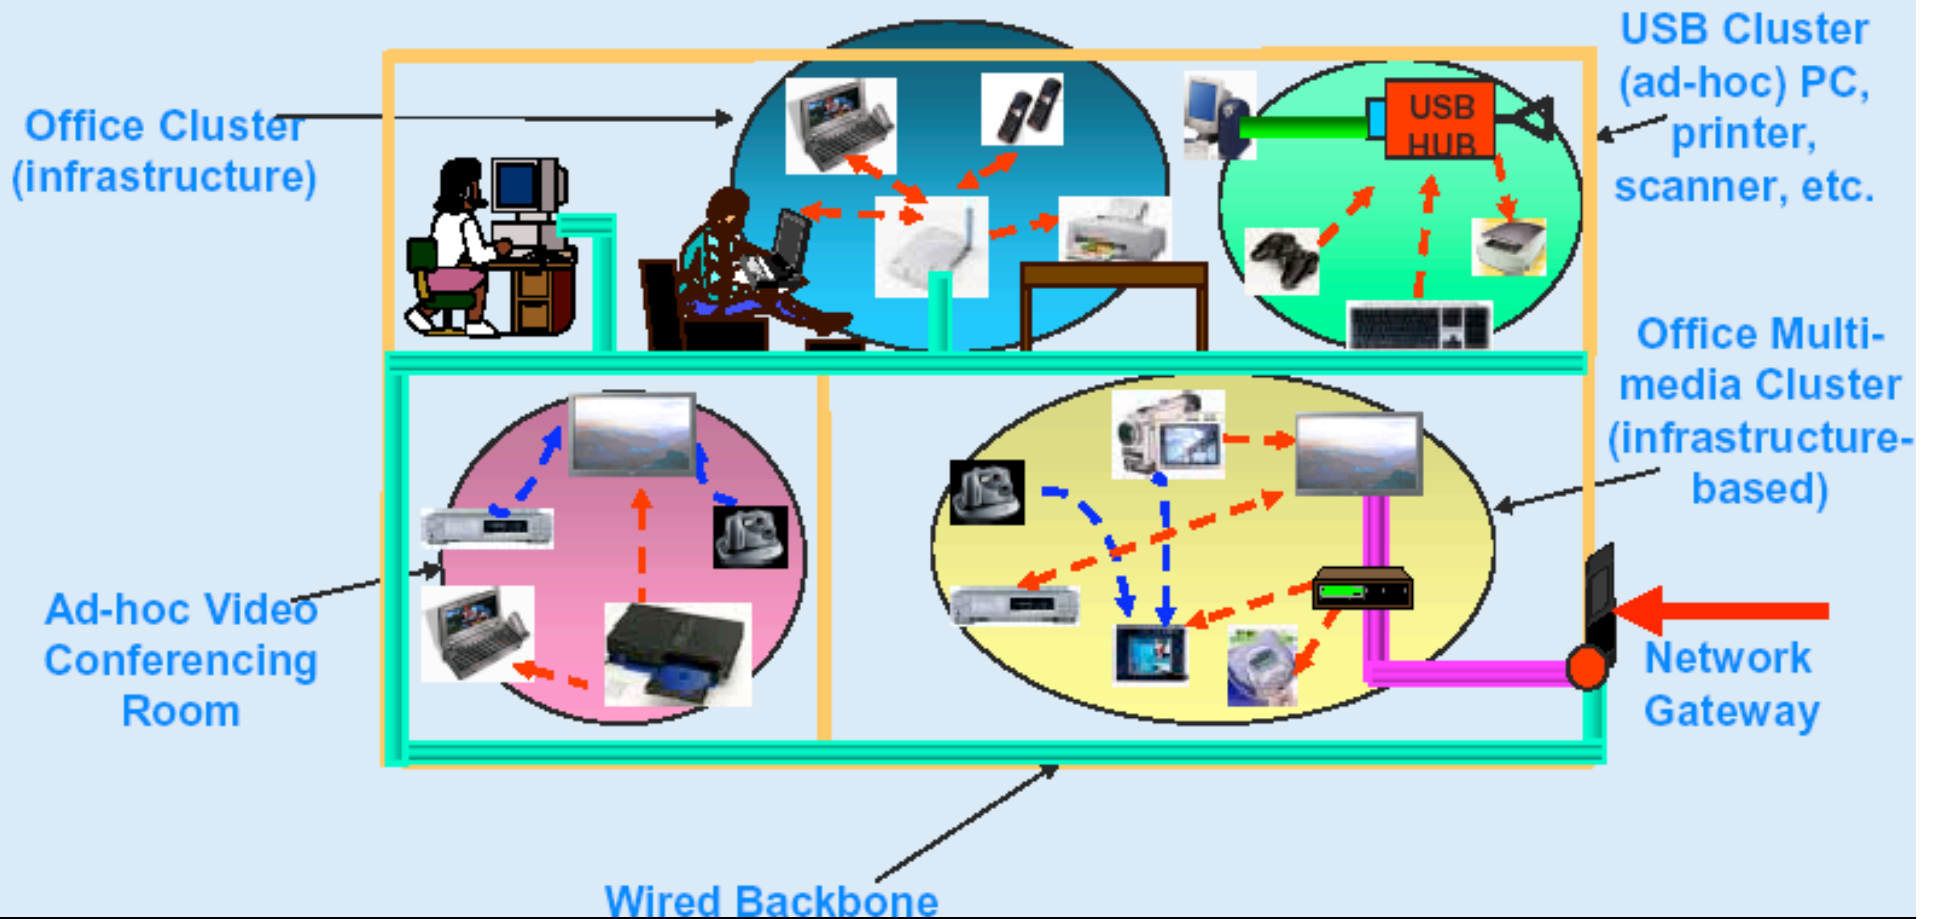 USB Cluster
(ad-hoc) PC,
printer,
scanner, etc.
Office Cluster
(infrastructure)
USB
HUB
Office Multi-
media Cluster
(infrastructure-
based)
Ad-hoc Video
Conferencing
Room
Network
Gateway
Wired Backbone